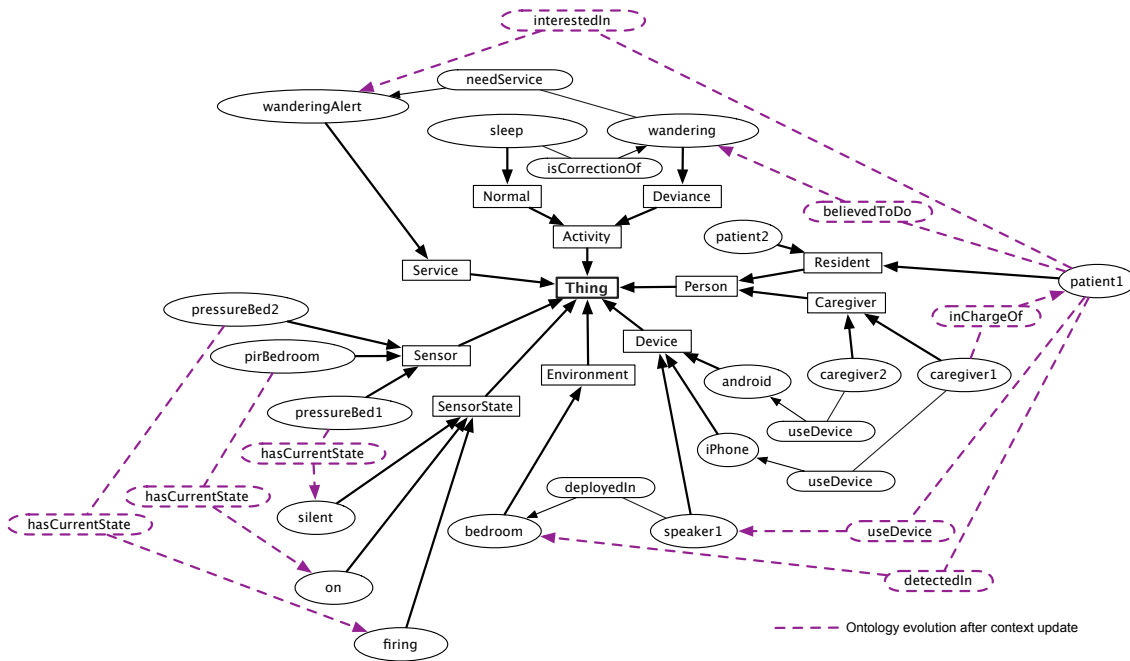 interestedIn
needService
wanderingAlert
sleep
wandering
isCorrectionOf
Normal
Deviance
believedToDo
Activity
patient2
Resident
Service
Thing
Person
patient1
pressureBed2
Caregiver
inChargeOf
pirBedroom
Sensor
Device
Environment
android
caregiver2
caregiver1
pressureBed1
SensorState
useDevice
hasCurrentState
iPhone
useDevice
deployedIn
hasCurrentState
silent
hasCurrentState
bedroom
speaker1
useDevice
on
detectedIn
firing
Ontology evolution after context update